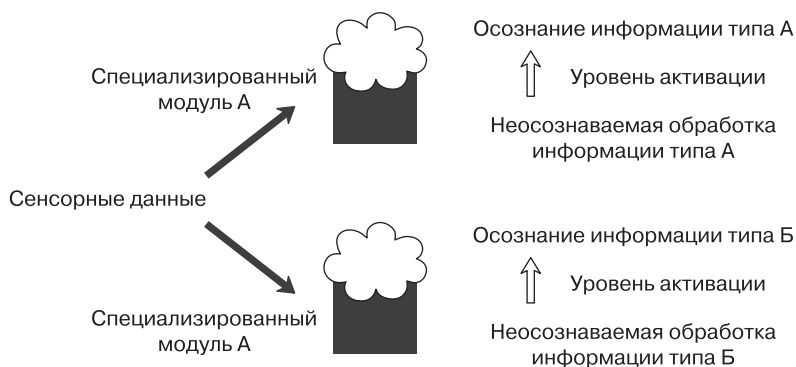 Осознание информации типа А
Специализированный
модуль А
Уровень активации
Неосознаваемая обработка
информации типа А
Сенсорные данные
Осознание информации типа Б
Уровень активации
Специализированный
модуль А
Неосознаваемая обработка
информации типа Б